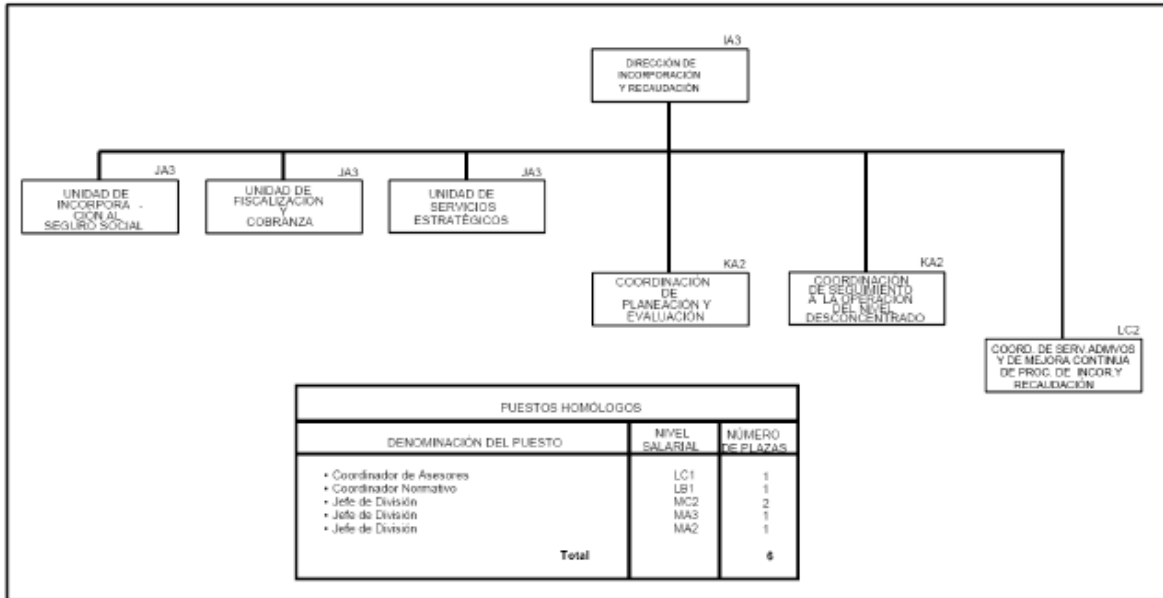 IA3
DIRECCIÓN DE
INCORPORACIÓN
Y RECAUDACIÓN
JA3
UNIDAD DE
INCORPORA -
CIÓN AL
SEGURO SOCIAL
JA3
UNIDAD DE
FISCALIZACIÓN
Y
COBRANZA
JA3
UNIDAD DE
SERVICIOS
ESTRATÉGICOS
KA2
COORDINACIÓN
DE
PLANEACIÓN Y
EVALUACIÓN
KA2
COORDINACIÓN
DE SEGUIMIENTO
A LA OPERACIÓN
DEL NIVEL
DESCONCENTRADO
LC2
COORD. DE SERV.ADMVOS
Y DE MEJORA CONTINUA
DE PROC. DE INCOR.Y
RECAUDACIÓN
PUESTOS HOMÓLOGOS
DENOMINACIÓN DEL PUESTO NIVEL SALARIAL NÚMERO DE PLAZAS
• Coordinador de Asesores LC1 1
• Coordinador Normativo LB1 1
• Jefe de División MC2 2
• Jefe de División MA3 1
• Jefe de División MA2 1
Total 6